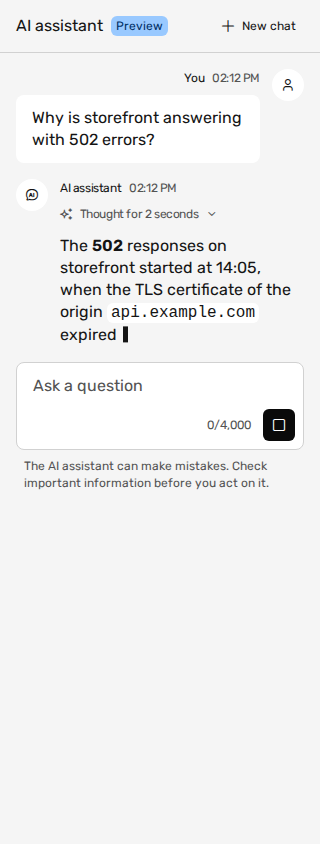 AI assistant Preview New chat
You 02:12 PM
Why is storefront answering
with 502 errors?
AI
AI assistant 02:12 PM
Thought for 2 seconds
The 502 responses on
storefront started at 14:05,
when the TLS certificate of the
origin api.example.com
expired
Ask a question
0/4,000
The AI assistant can make mistakes. Check
important information before you act on it.